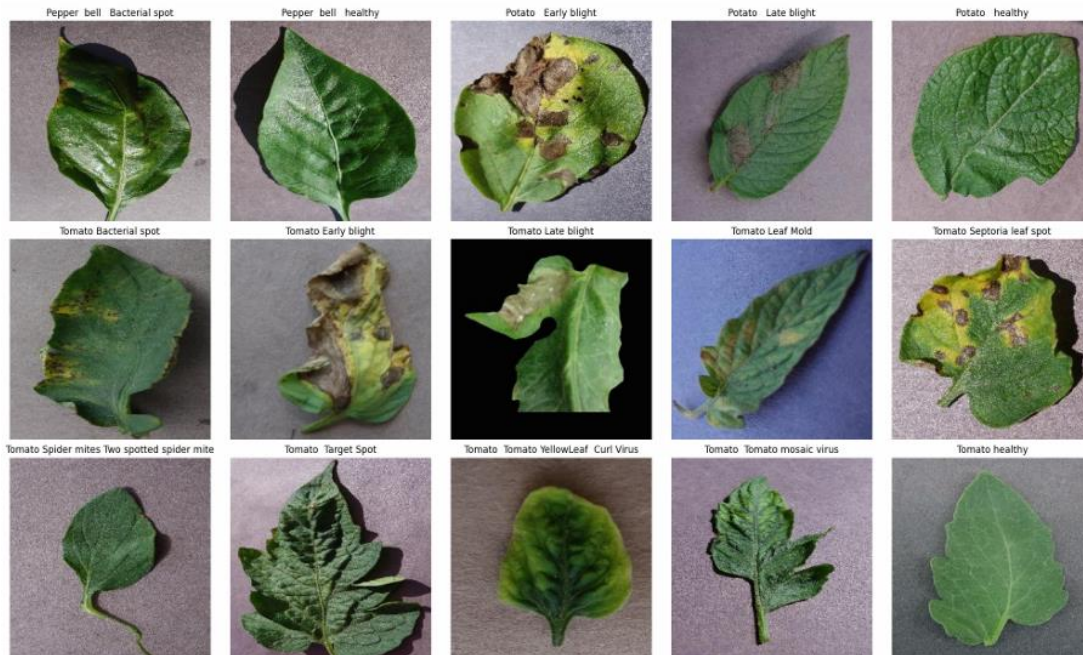 Pepper bell Bacterial spot
Pepper bell healthy
Potato Early blight
Potato Late blight
Potato healthy
Tomato Bacterial spot
Tomato Early blight
Tomato Late blight
Tomato Leaf Mold
Tomato Septoria leaf spot
Tomato Spider mites Two spotted spider mite
Tomato Target Spot
Tomato Tomato YellowLeaf Curl Virus
Tomato Tomato mosaic virus
Tomato healthy